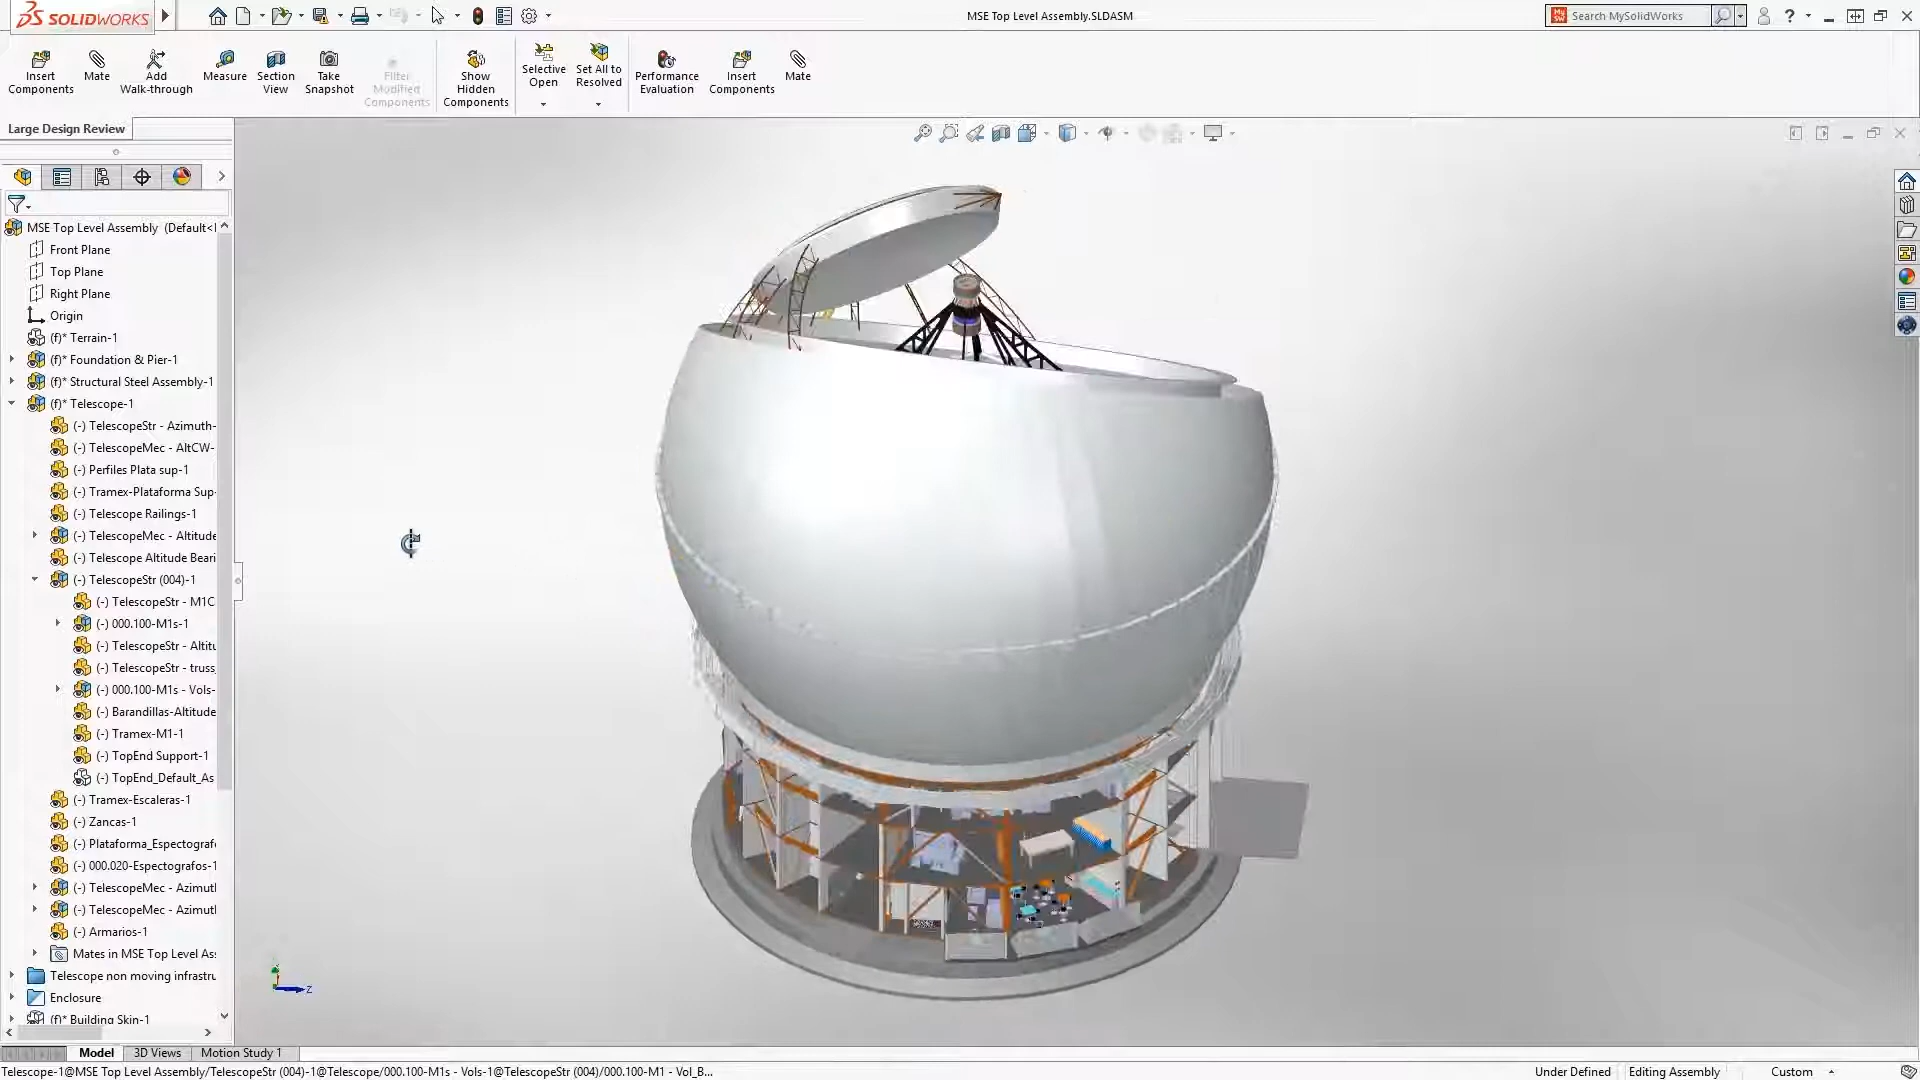 SOLIDWORKS
MSE Top Level Assembly.SLDASM
Search MySolidWorks
Insert Components
Mate
Add Walk-through
Measure
Section View
Take Snapshot
Filter Modified Components
Show Hidden Components
Selective Open
Set All to Resolved
Performance Evaluation
Insert Components
Mate
Large Design Review
MSE Top Level Assembly (Default<
Front Plane
Top Plane
Right Plane
Origin
(f)* Terrain-1
(f)* Foundation & Pier-1
(f)* Structural Steel Assembly-1
(f)* Telescope-1
(-) TelescopeStr - Azimuth-
(-) TelescopeMec - AltCW-
(-) Perfiles Plata sup-1
(-) Tramex-Plataforma Sup-
(-) Telescope Railings-1
(-) TelescopeMec - Altitude
(-) Telescope Altitude Beari
(-) TelescopeStr (004)-1
(-) TelescopeStr - M1C
(-) 000.100-M1s-1
(-) TelescopeStr - Altitu
(-) TelescopeStr - truss
(-) 000.100-M1s - Vols-
(-) Barandillas-Altitude
(-) Tramex-M1-1
(-) TopEnd Support-1
(-) TopEnd_Default_As
(-) Tramex-Escaleras-1
(-) Zancas-1
(-) Plataforma_Espectografo
(-) 000.020-Espectografos-1
(-) TelescopeMec - Azimut
(-) TelescopeMec - Azimut
(-) Armarios-1
Mates in MSE Top Level As
Telescope non moving infrastru
Enclosure
(f)* Building Skin-1
Z
Model
3D Views
Motion Study 1
Telescope-1@MSE Top Level Assembly/TelescopeStr (004)-1@Telescope/000.100-M1s - Vols-1@TelescopeStr (004)/000.100-M1 - Vol_B...
Under Defined
Editing Assembly
Custom